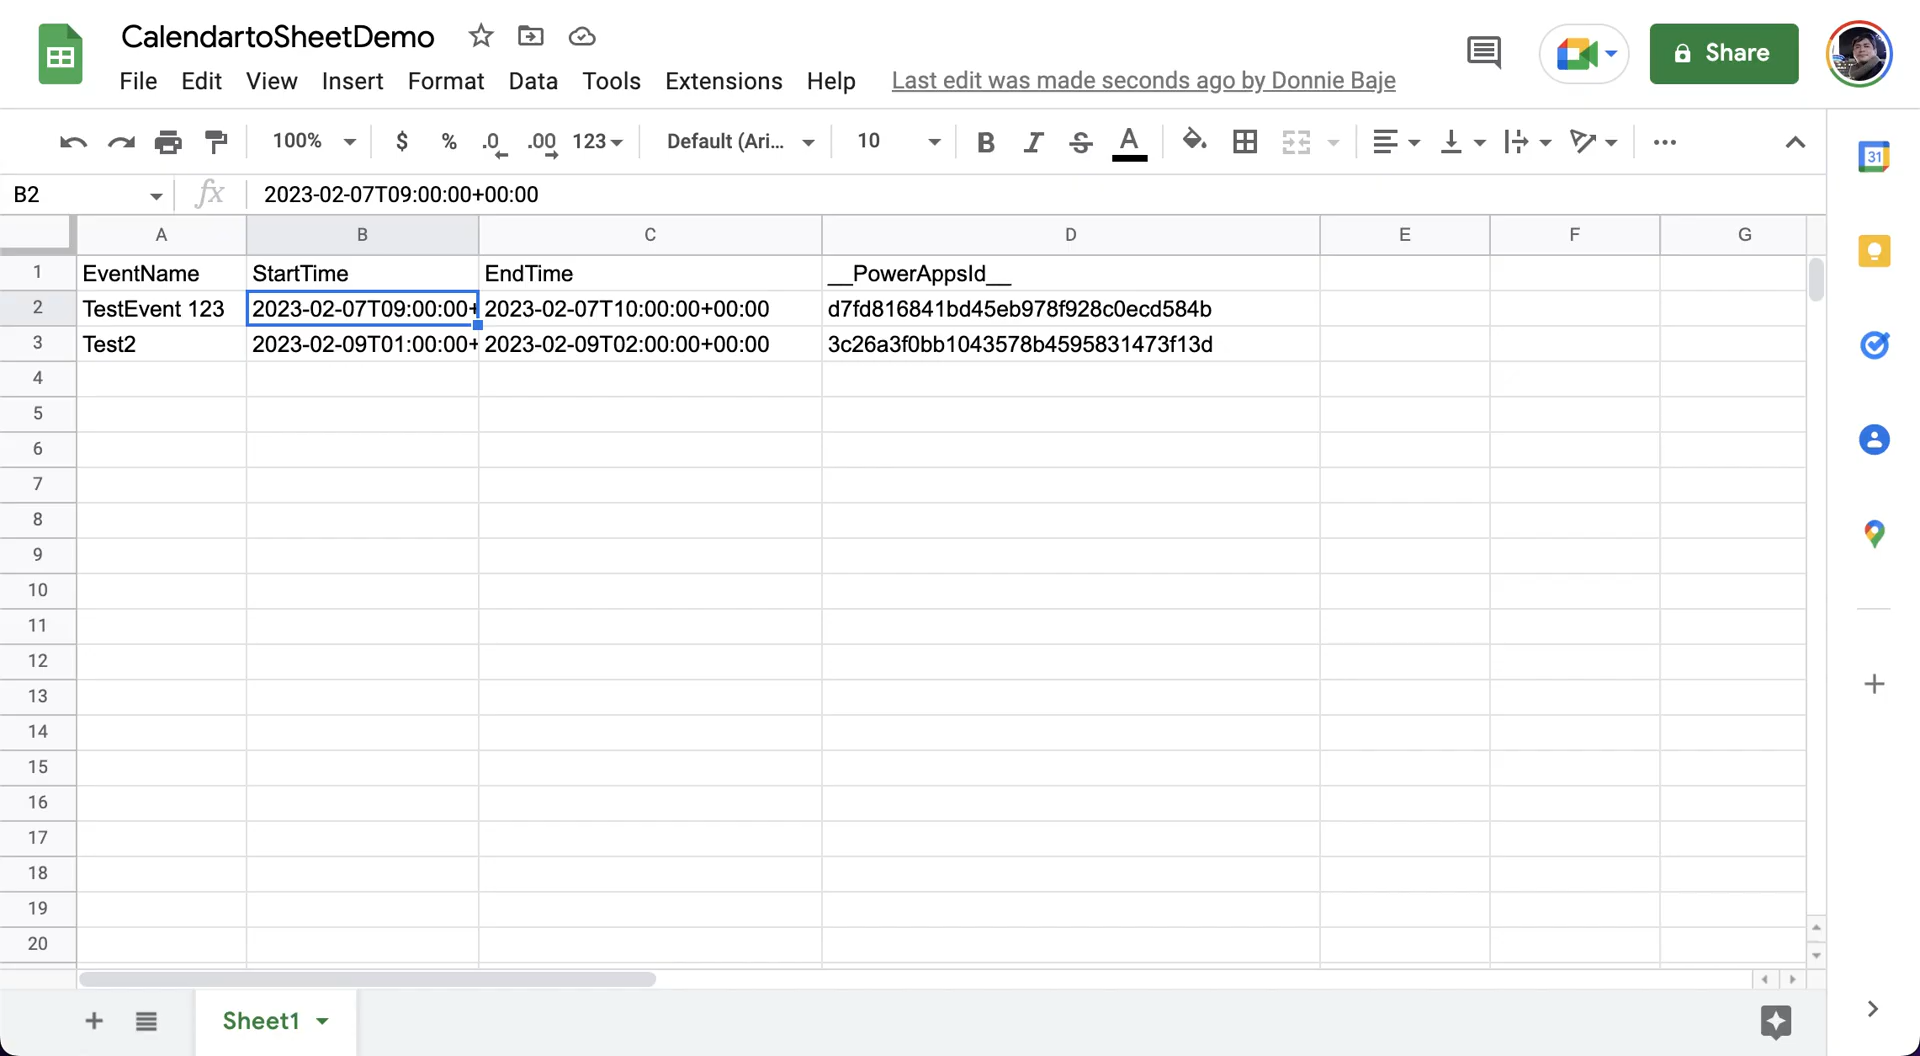 CalendartoSheetDemo
File Edit View Insert Format Data Tools Extensions Help Last edit was made seconds ago by Donnie Baje
Share
100% $ % .0 .00 123 Default (Ari... 10 B I S A
31
B2 fx 2023-02-07T09:00:00+00:00
A B C D E F G
1 EventName StartTime EndTime __PowerAppsId__
2 TestEvent 123 2023-02-07T09:00:00+ 2023-02-07T10:00:00+00:00 d7fd816841bd45eb978f928c0ecd584b
3 Test2 2023-02-09T01:00:00+ 2023-02-09T02:00:00+00:00 3c26a3f0bb1043578b4595831473f13d
4
5
6
7
8
9
10
11
12
13
14
15
16
17
18
19
20
Sheet1